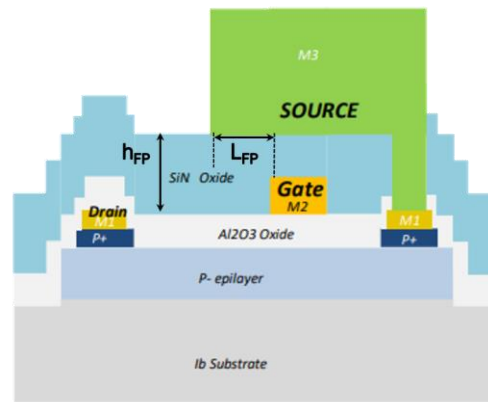 M3
SOURCE
hFP
LFP
SiN Oxide
Gate
M2
Drain
M1
P+
M1
P+
Al2O3 Oxide
P- epilayer
Ib Substrate